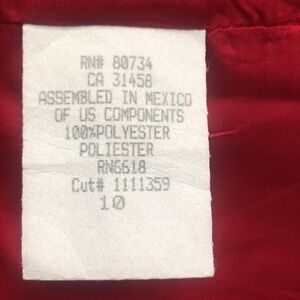 RN# 80734
CA 31458
ASSEMBLED IN MEXICO
OF US COMPONENTS
100%POLYESTER
POLIESTER
RN6618
Cut# 1111359
10